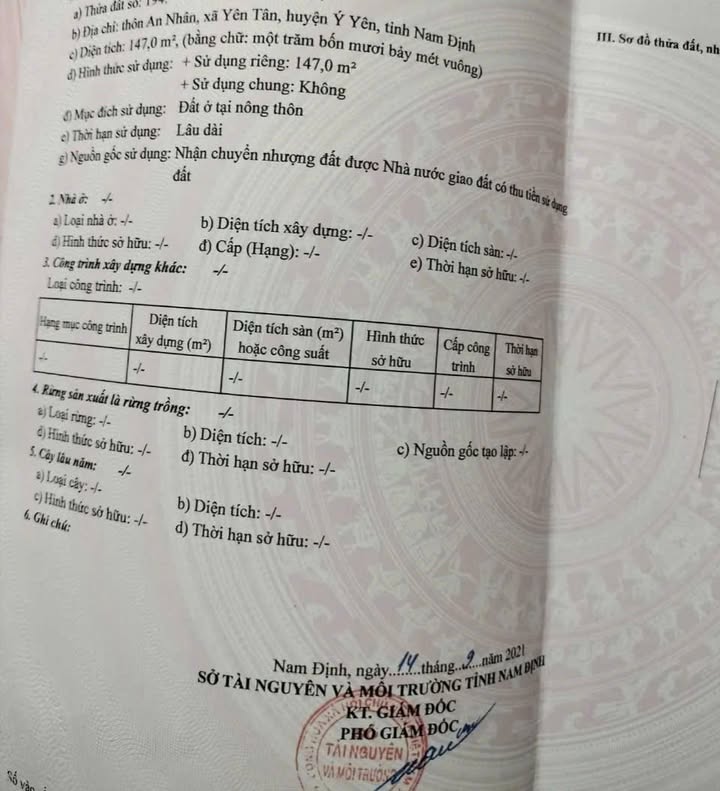 a) Thửa đất số:
b) Địa chỉ: thôn An Nhân, xã Yên Tân, huyện Ý Yên, tỉnh Nam Định
c) Diện tích: 147,0 m², (bằng chữ: một trăm bốn mươi bảy mét vuông)
d) Hình thức sử dụng: + Sử dụng riêng: 147,0 m²
+ Sử dụng chung: Không
đ) Mục đích sử dụng: Đất ở tại nông thôn
e) Thời hạn sử dụng: Lâu dài
g) Nguồn gốc sử dụng: Nhận chuyển nhượng đất được Nhà nước giao đất có thu tiền sử dụng
đất
2. Nhà ở: -/-
a) Loại nhà ở: -/- b) Diện tích xây dựng: -/- c) Diện tích sàn: -/-
d) Hình thức sở hữu: -/- đ) Cấp (Hạng): -/- e) Thời hạn sở hữu: -/-
3. Công trình xây dựng khác: -/-
Loại công trình: -/-
Hạng mục công trình
Diện tích
xây dựng (m²)
Diện tích sàn (m²)
hoặc công suất
Hình thức
sở hữu
Cấp công
trình
Thời hạn
sở hữu
-/- -/- -/- -/- -/- -/-
4. Rừng sản xuất là rừng trồng: -/-
a) Loại rừng: -/- b) Diện tích: -/- c) Nguồn gốc tạo lập: -/-
d) Hình thức sở hữu: -/- đ) Thời hạn sở hữu: -/-
5. Cây lâu năm: -/-
a) Loại cây: -/- b) Diện tích: -/-
c) Hình thức sở hữu: -/- d) Thời hạn sở hữu: -/-
6. Ghi chú:
Nam Định, ngày 14 tháng 9 năm 2021
SỞ TÀI NGUYÊN VÀ MÔI TRƯỜNG TỈNH NAM ĐỊNH
KT. GIÁM ĐỐC
PHÓ GIÁM ĐỐC
TÀI NGUYÊN
VÀ MÔI TRƯỜNG
Số vào
III. Sơ đồ thửa đất, nh